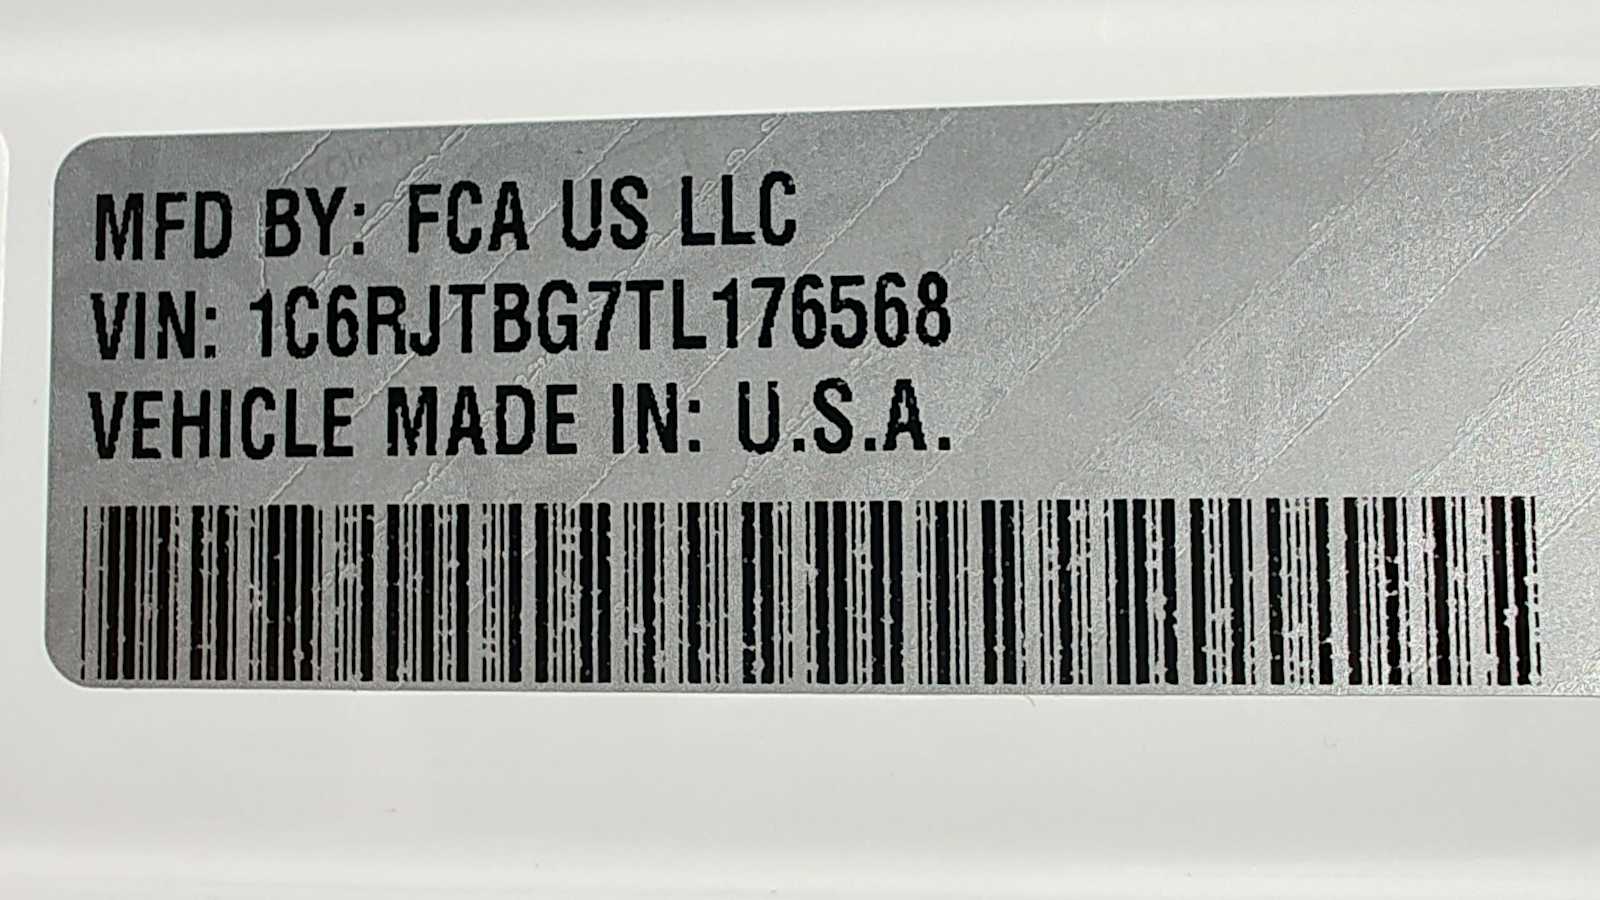 MFD BY: FCA US LLC
VIN: 1C6RJTBG7TL176568
VEHICLE MADE IN: U.S.A.